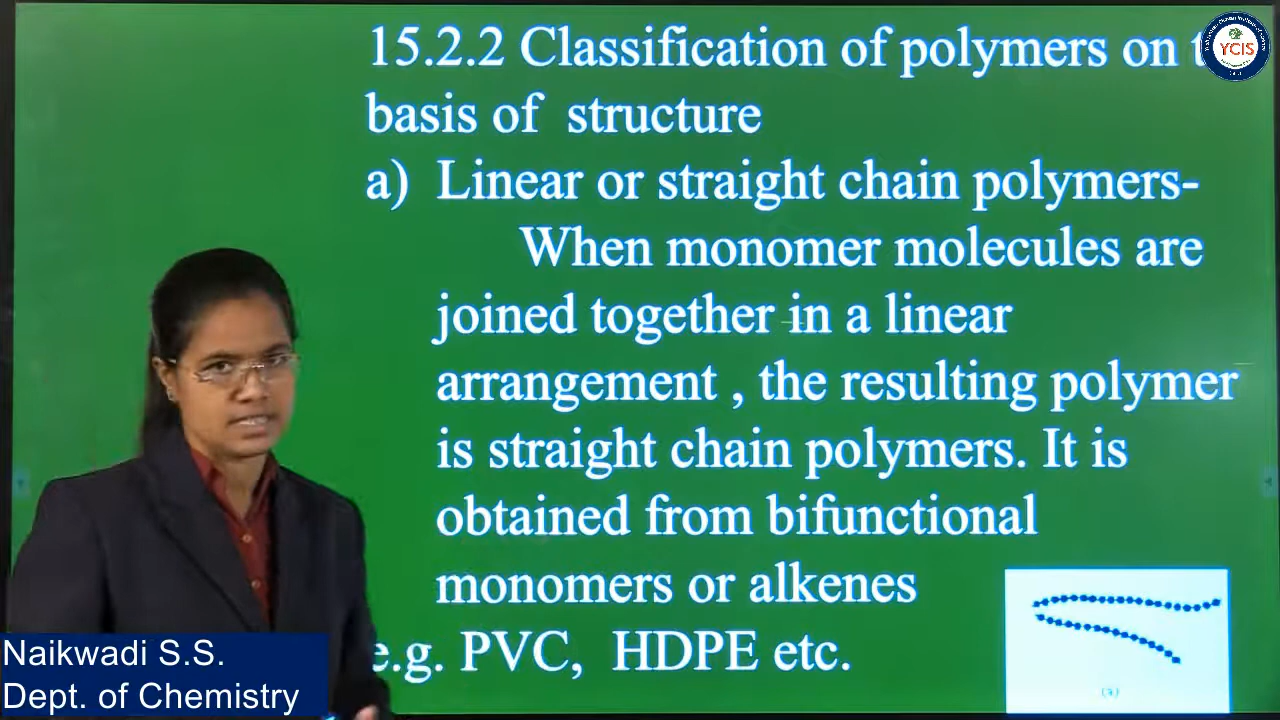 15.2.2 Classification of polymers on
basis of structure
a) Linear or straight chain polymers-
When monomer molecules are
joined together in a linear
arrangement , the resulting polymer
is straight chain polymers. It is
obtained from bifunctional
monomers or alkenes
e.g. PVC, HDPE etc.
(a)
YCIS
Naikwadi S.S.
Dept. of Chemistry